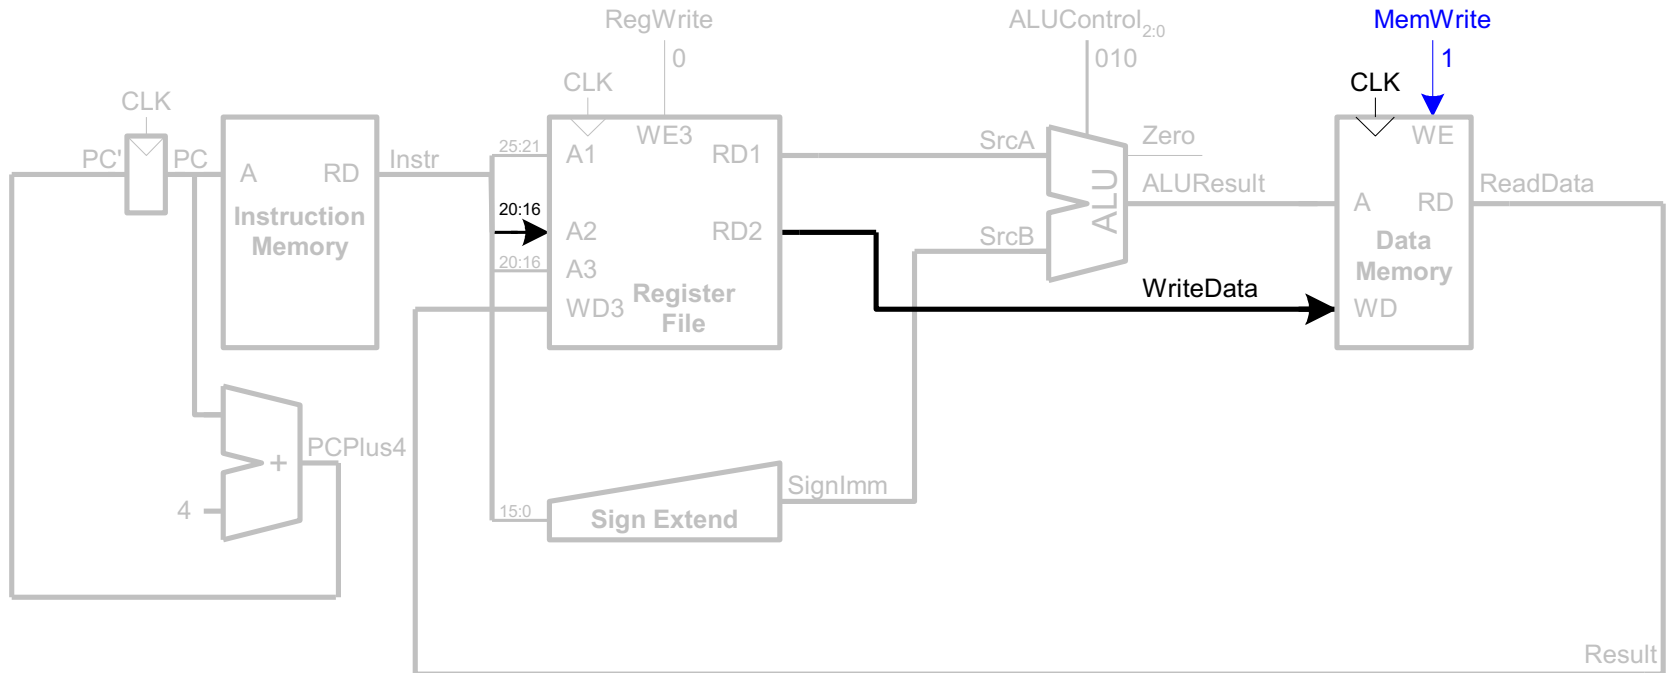 RegWrite
ALUControl2:0
MemWrite
0
010
1
CLK
CLK
CLK
PC'
PC
A
RD
Instr
Instruction
Memory
25:21
A1
WE3
RD1
20:16
A2
RD2
20:16
A3
WD3
Register
File
SrcA
Zero
ALU
ALUResult
SrcB
WriteData
WE
A
RD
ReadData
Data
Memory
WD
+
PCPlus4
4
SignImm
15:0
Sign Extend
Result